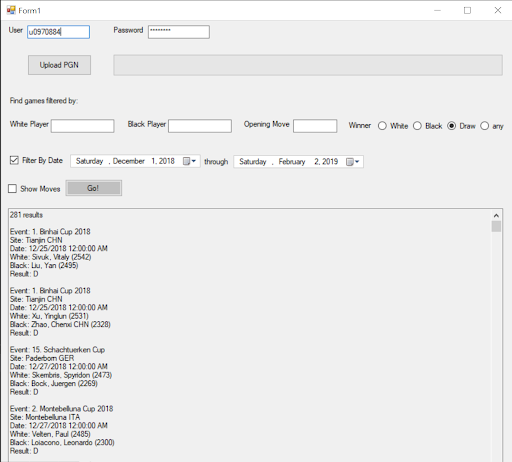 Form1
User u0970884 Password ********
Upload PGN
Find games filtered by:
White Player Black Player Opening Move Winner White Black Draw any
Filter By Date Saturday , December 1, 2018 through Saturday , February 2, 2019
Show Moves Go!
281 results
Event: 1. Binhai Cup 2018
Site: Tianjin CHN
Date: 12/25/2018 12:00:00 AM
White: Sivuk, Vitaly (2542)
Black: Liu, Yan (2495)
Result: D
Event: 1. Binhai Cup 2018
Site: Tianjin CHN
Date: 12/25/2018 12:00:00 AM
White: Xu, Yinglun (2531)
Black: Zhao, Chenxi CHN (2328)
Result: D
Event: 15. Schachtuerken Cup
Site: Paderborn GER
Date: 12/27/2018 12:00:00 AM
White: Skembris, Spyridon (2473)
Black: Bock, Juergen (2269)
Result: D
Event: 2. Montebelluna Cup 2018
Site: Montebelluna ITA
Date: 12/27/2018 12:00:00 AM
White: Velten, Paul (2485)
Black: Loiacono, Leonardo (2300)
Result: D